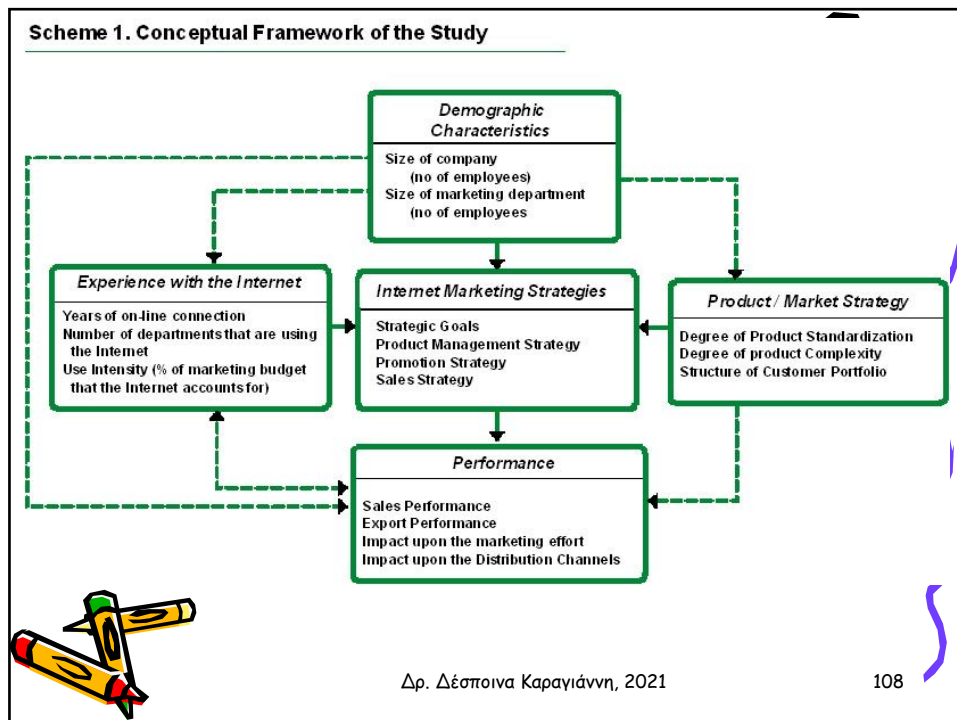 Scheme 1. Conceptual Framework of the Study
Demographic
Characteristics
Size of company
(no of employees)
Size of marketing department
(no of employees
Experience with the Internet
Years of on-line connection
Number of departments that are using
the Internet
Use Intensity (% of marketing budget
that the Internet accounts for)
Internet Marketing Strategies
Strategic Goals
Product Management Strategy
Promotion Strategy
Sales Strategy
Product / Market Strategy
Degree of Product Standardization
Degree of product Complexity
Structure of Customer Portfolio
Performance
Sales Performance
Export Performance
Impact upon the marketing effort
Impact upon the Distribution Channels
Δρ. Δέσποινα Καραγιάννη, 2021
108